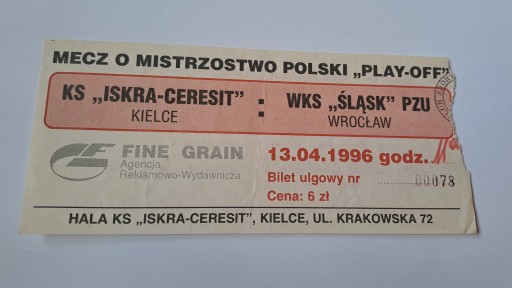 MECZ O MISTRZOSTWO POLSKI „PLAY-OFF”
KS „ISKRA-CERESIT” : WKS „ŚLĄSK” PZU
KIELCE WROCŁAW
FINE GRAIN
Agencja
Reklamowo-Wydawnicza
13.04.1996 godz.
Bilet ulgowy nr ............00078
Cena: 6 zł
HALA KS „ISKRA-CERESIT”, KIELCE, UL. KRAKOWSKA 72